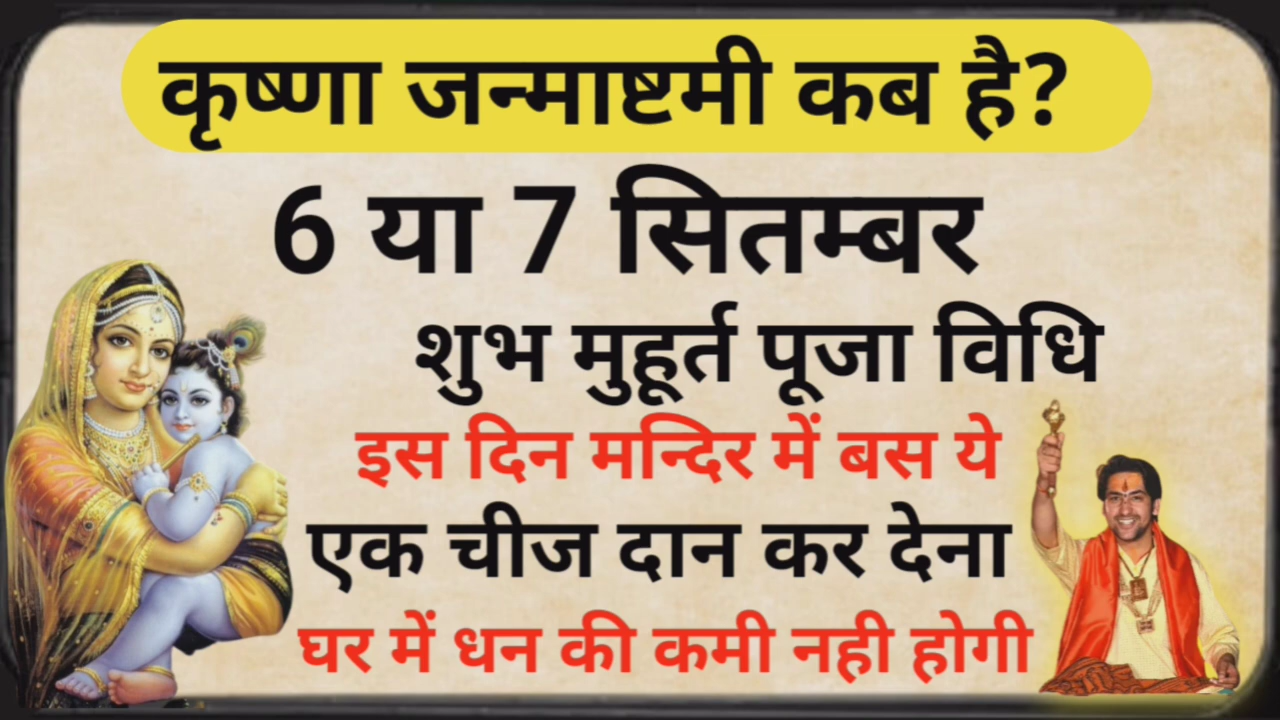 कृष्णा जन्माष्टमी कब है?
6 या 7 सितम्बर
शुभ मुहूर्त पूजा विधि
इस दिन मन्दिर में बस ये
एक चीज दान कर देना
घर में धन की कमी नही होगी